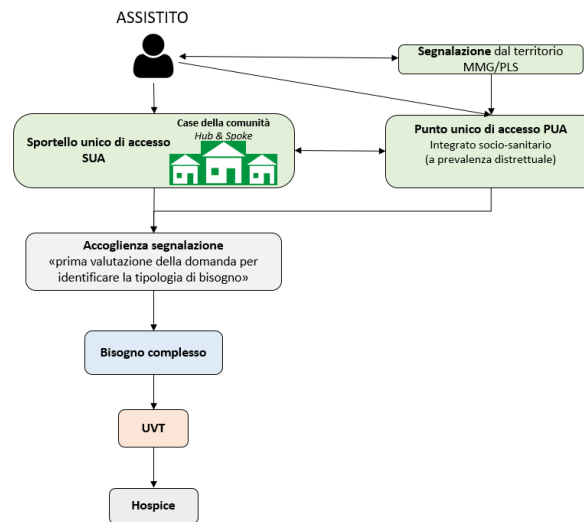 ASSISTITO
Segnalazione dal territorio
MMG/PLS
Case della comunità
Hub & Spoke
Sportello unico di accesso
SUA
Punto unico di accesso PUA
Integrato socio-sanitario
(a prevalenza distrettuale)
Accoglienza segnalazione
«prima valutazione della domanda per
identificare la tipologia di bisogno»
Bisogno complesso
UVT
Hospice